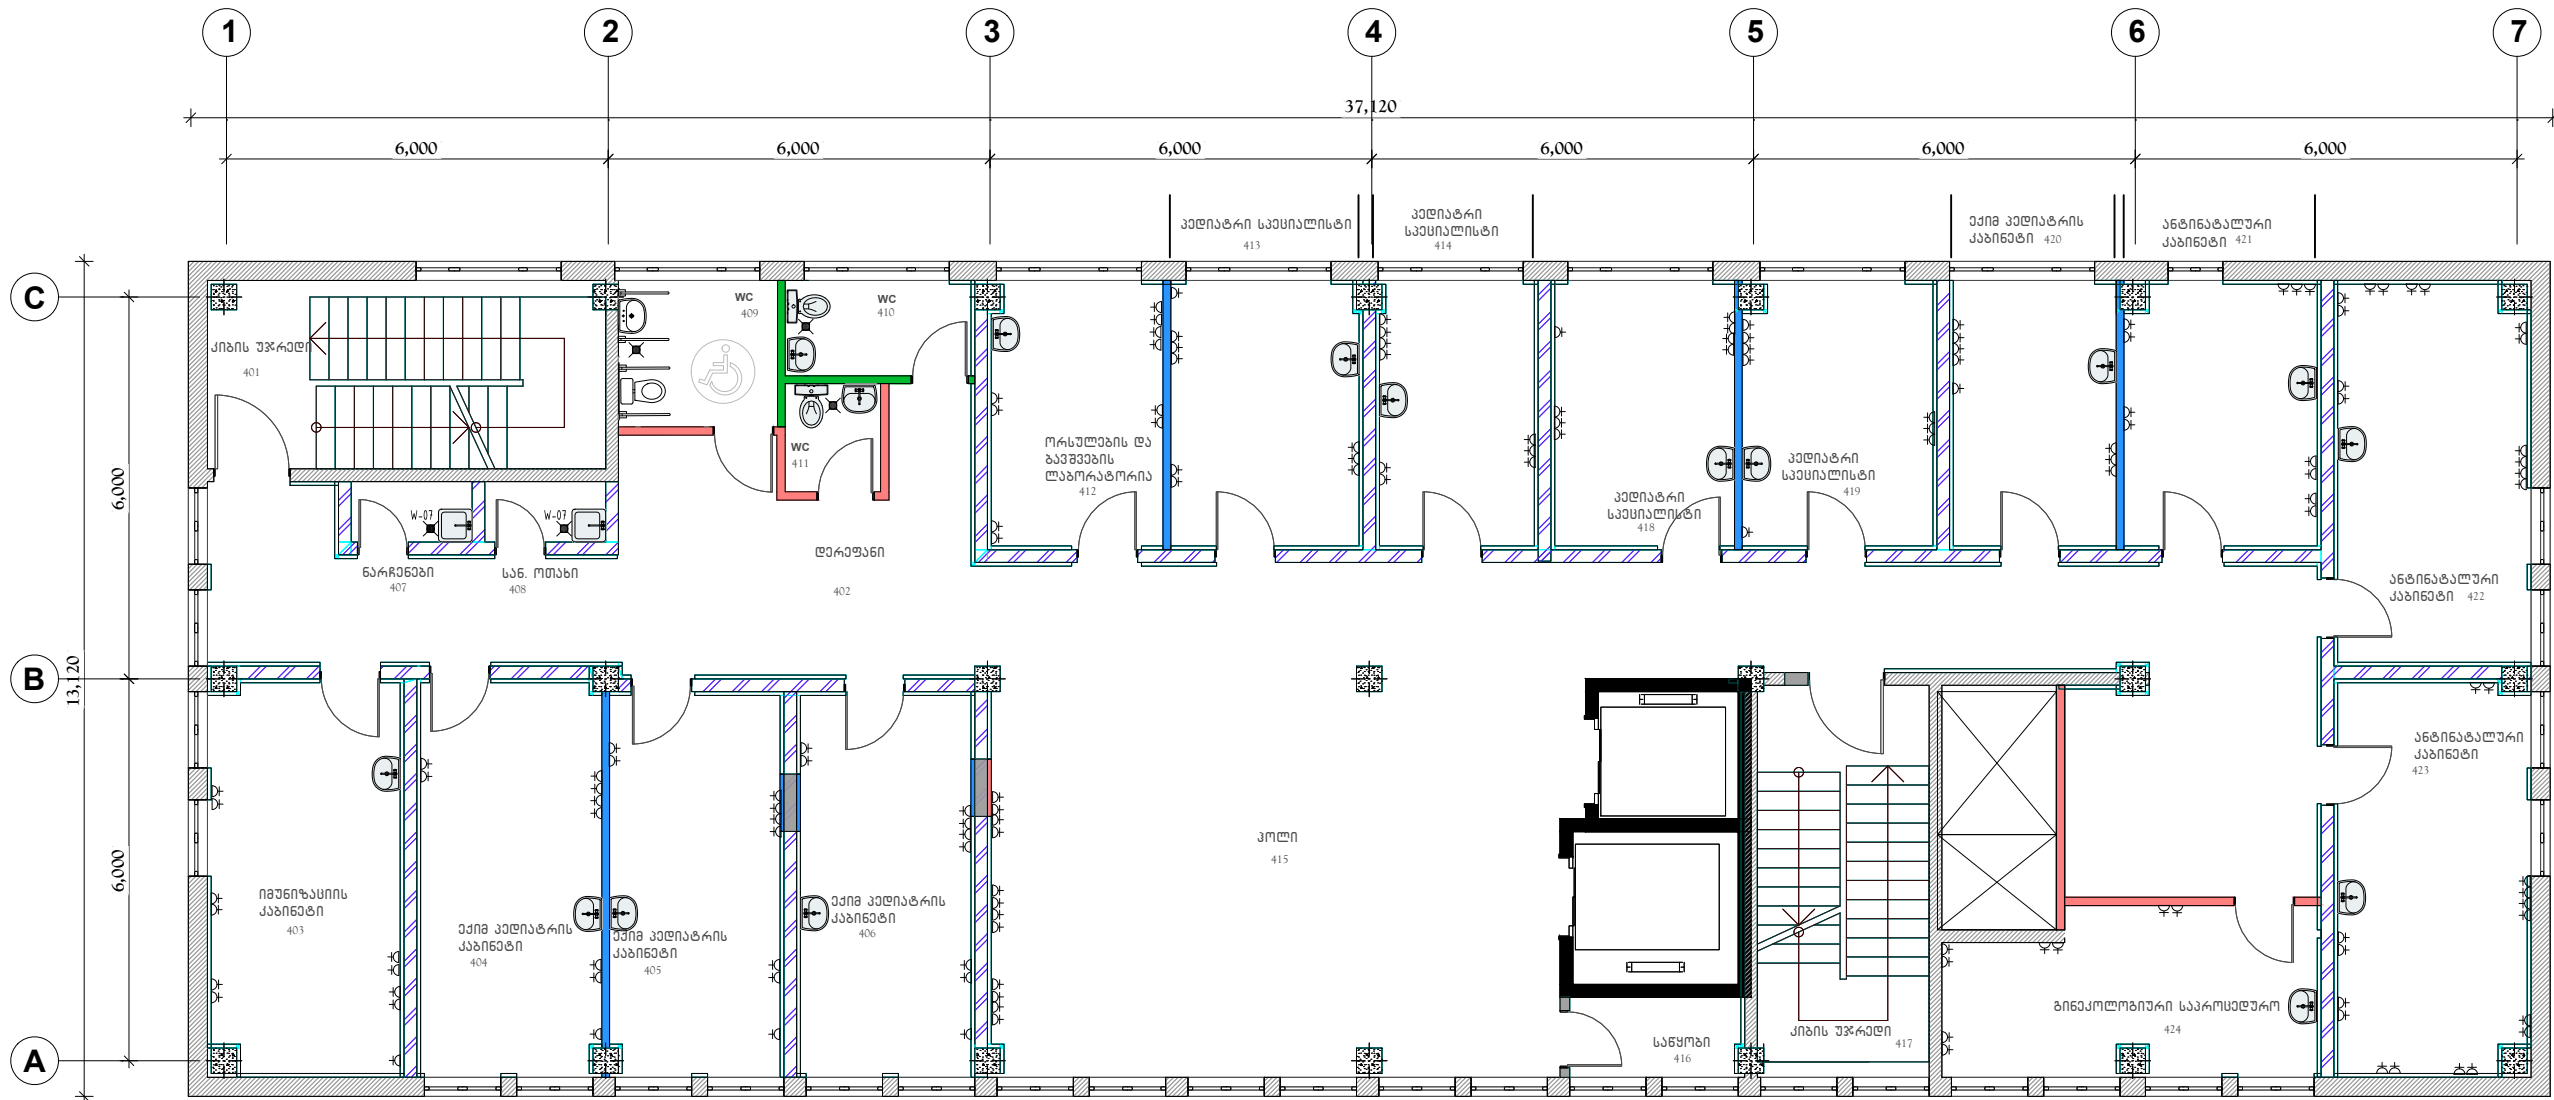 1 2 3 4 5 6 7
37,120
6,000 6,000 6,000 6,000 6,000 6,000
პედიატრი სპეციალისტი
413
პედიატრი
სპეციალისტი
414
ექიმ პედიატრის
კაბინეტი 420
ანტინატალური
კაბინეტი 421
C
B
A
13,120
6,000
6,000
კიბის უჯრედი
401
WC
409
WC
410
WC
411
ორსულების და
ბავშვების
ლაბორატორია
412
პედიატრი
სპეციალისტი
418
პედიატრი
სპეციალისტი
419
W-07
W-07
ნარჩენები
407
სან. ოთახი
408
დერეფანი
402
ანტინატალური
კაბინეტი 422
ანტინატალური
კაბინეტი
423
იმუნიზაციის
კაბინეტი
403
ექიმ პედიატრის
კაბინეტი
404
ექიმ პედიატრის
კაბინეტი
405
ექიმ პედიატრის
კაბინეტი
406
ჰოლი
415
საწყობი
416
კიბის უჯრედი
417
გინეკოლოგიური საპროცედურო
424